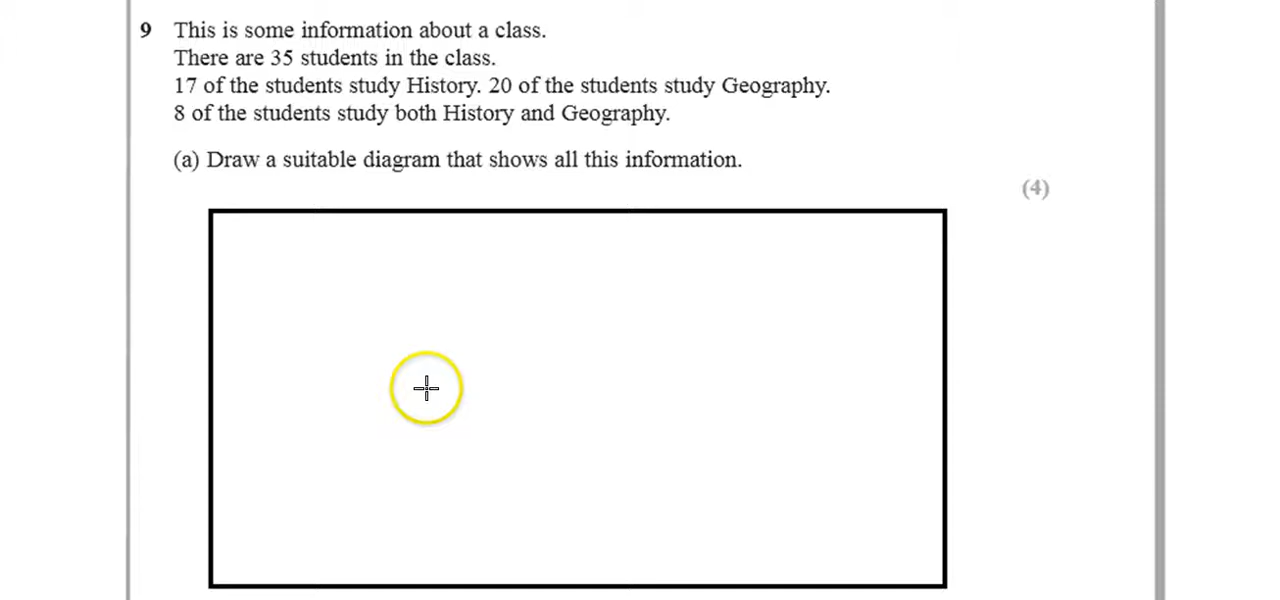 9 This is some information about a class.
There are 35 students in the class.
17 of the students study History. 20 of the students study Geography.
8 of the students study both History and Geography.
(a) Draw a suitable diagram that shows all this information.
(4)